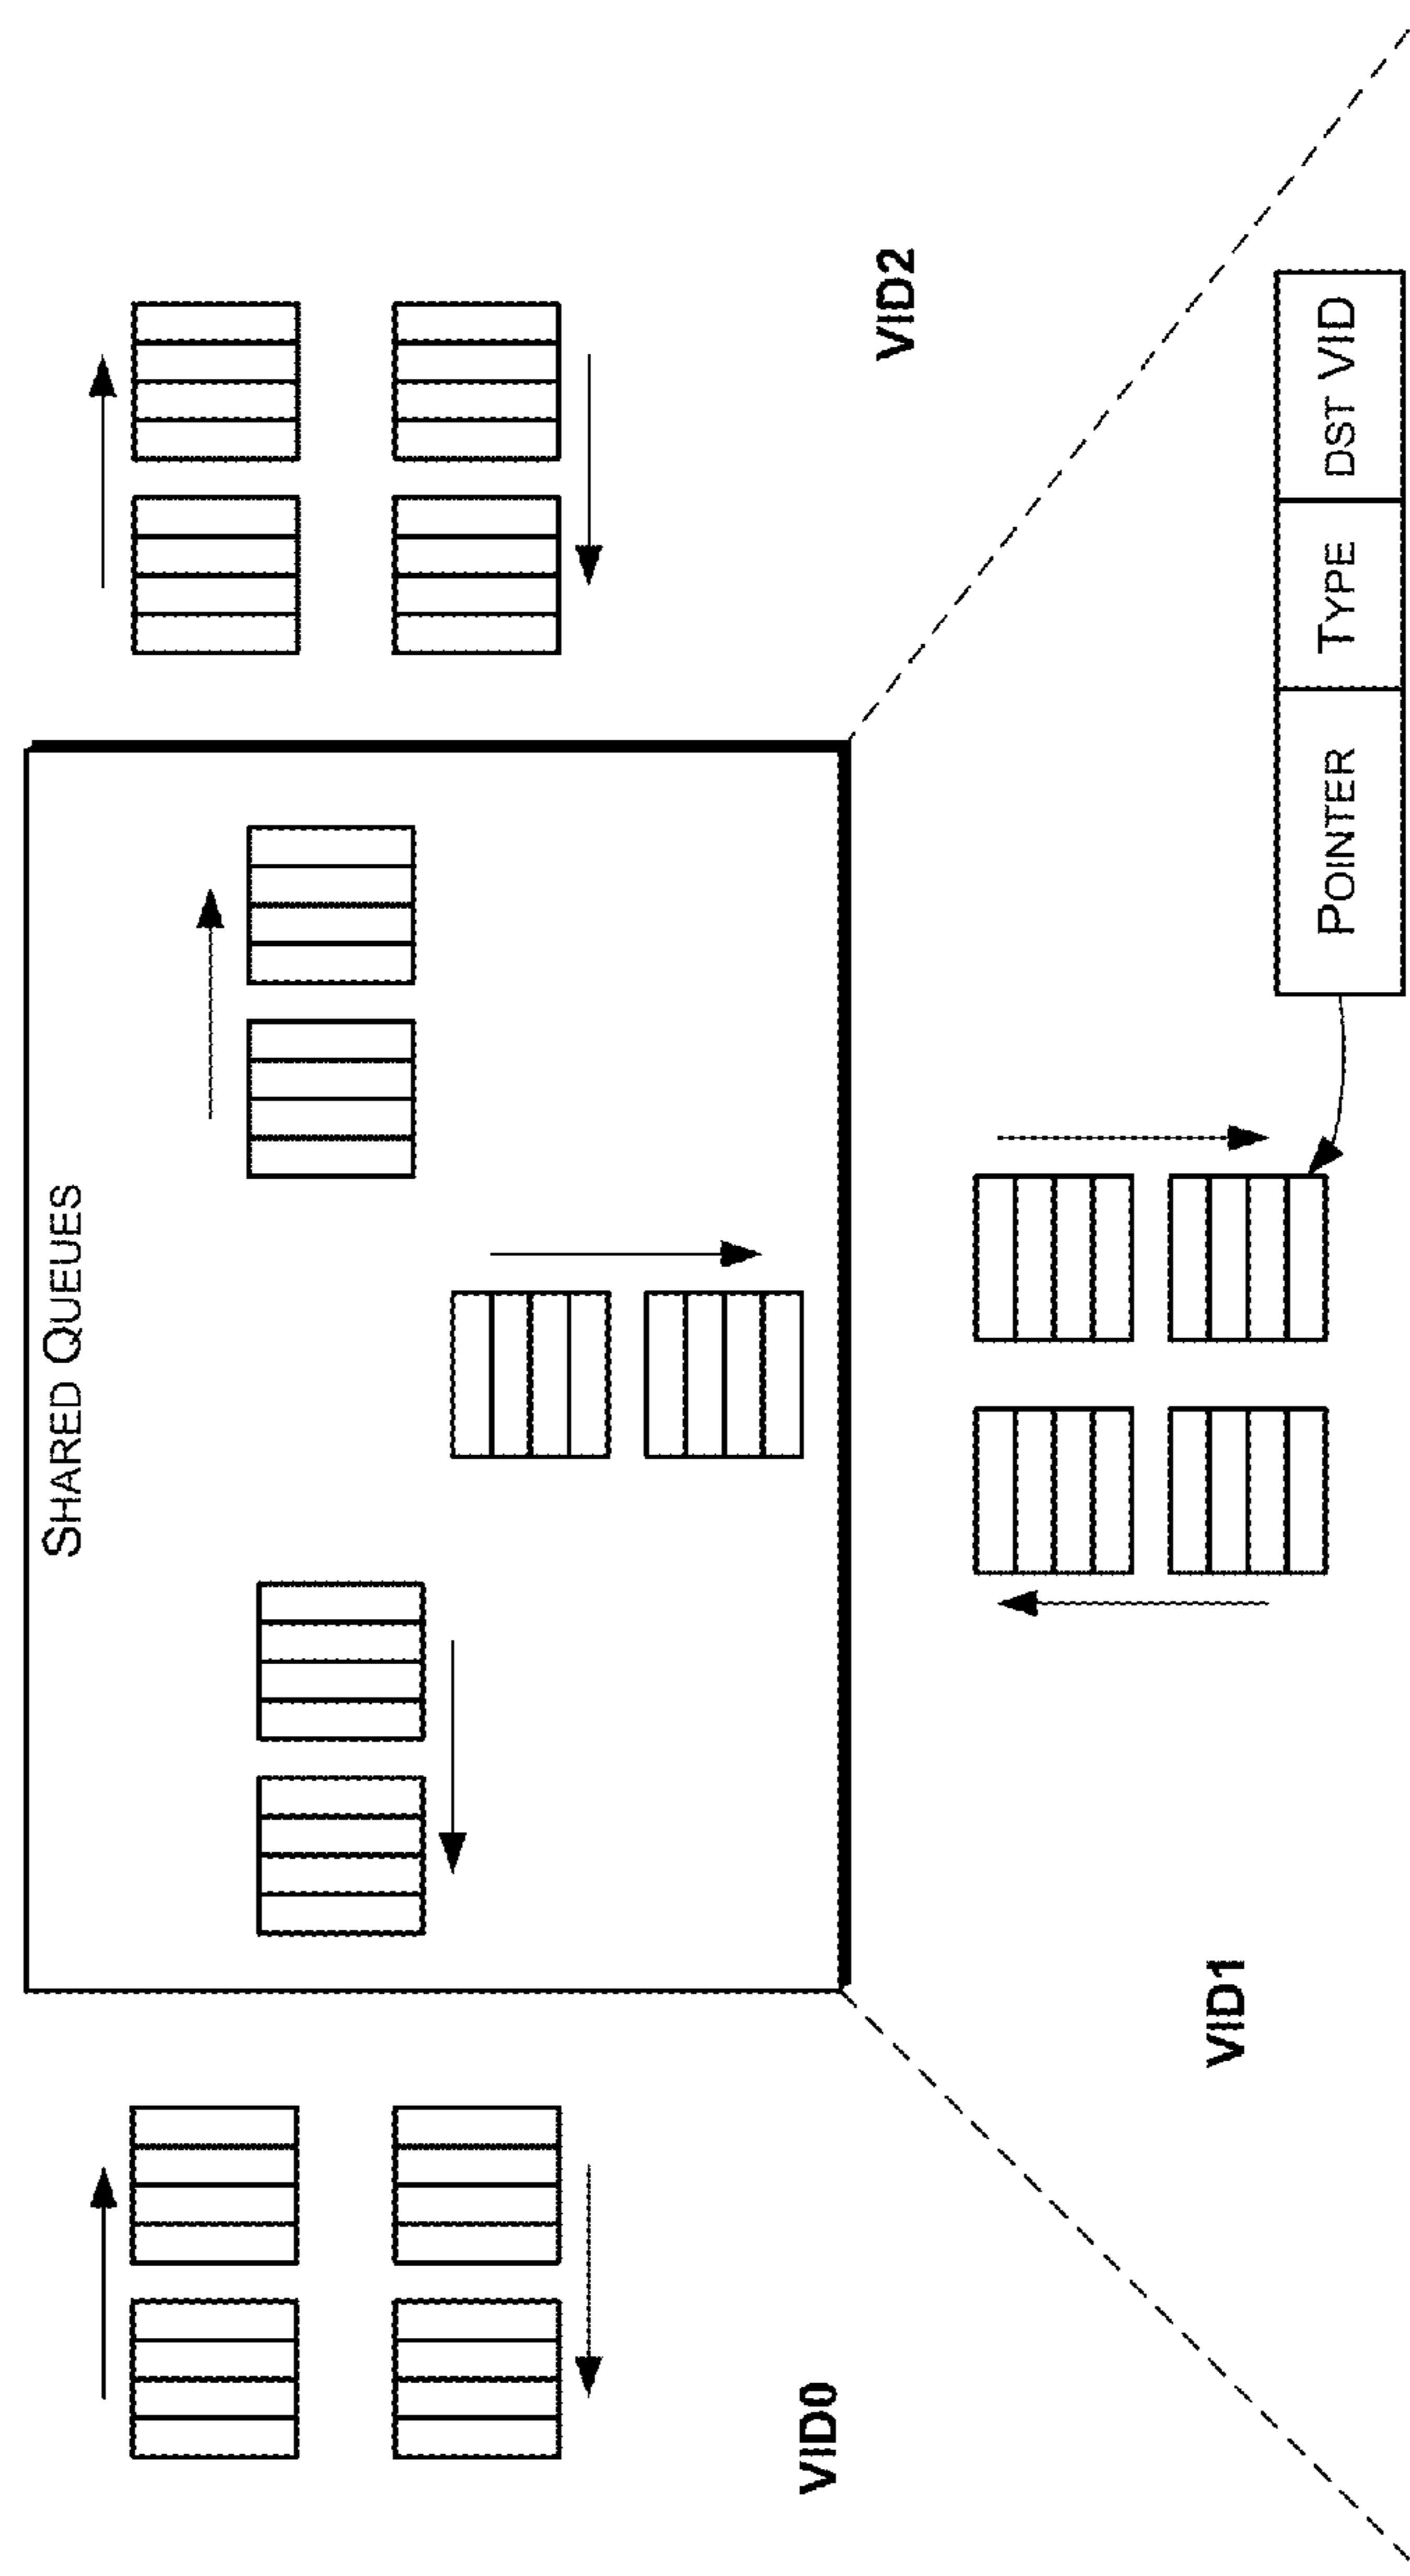 SHARED QUEUES
VID0
VID1
VID2
POINTER
TYPE
DST VID